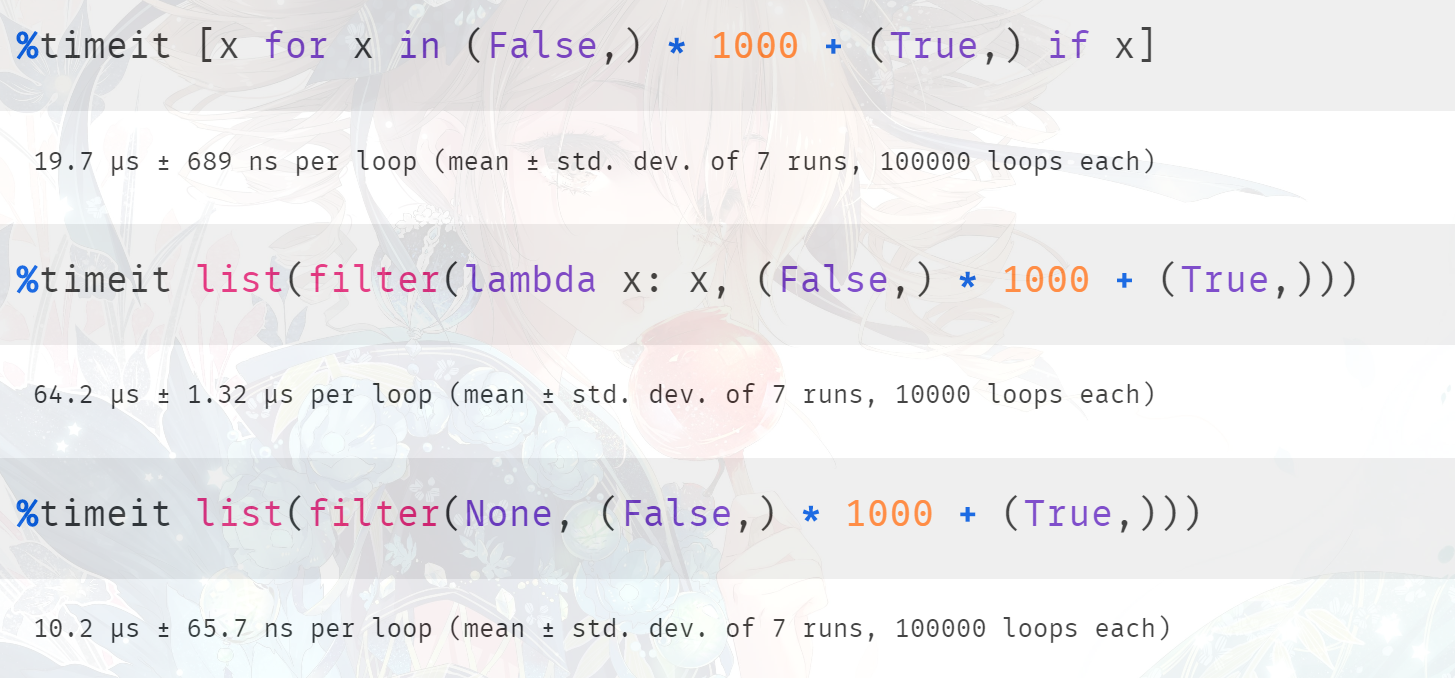 %timeit [x for x in (False,) * 1000 + (True,) if x]
19.7 µs ± 689 ns per loop (mean ± std. dev. of 7 runs, 100000 loops each)
%timeit list(filter(lambda x: x, (False,) * 1000 + (True,)))
64.2 µs ± 1.32 µs per loop (mean ± std. dev. of 7 runs, 10000 loops each)
%timeit list(filter(None, (False,) * 1000 + (True,)))
10.2 µs ± 65.7 ns per loop (mean ± std. dev. of 7 runs, 100000 loops each)